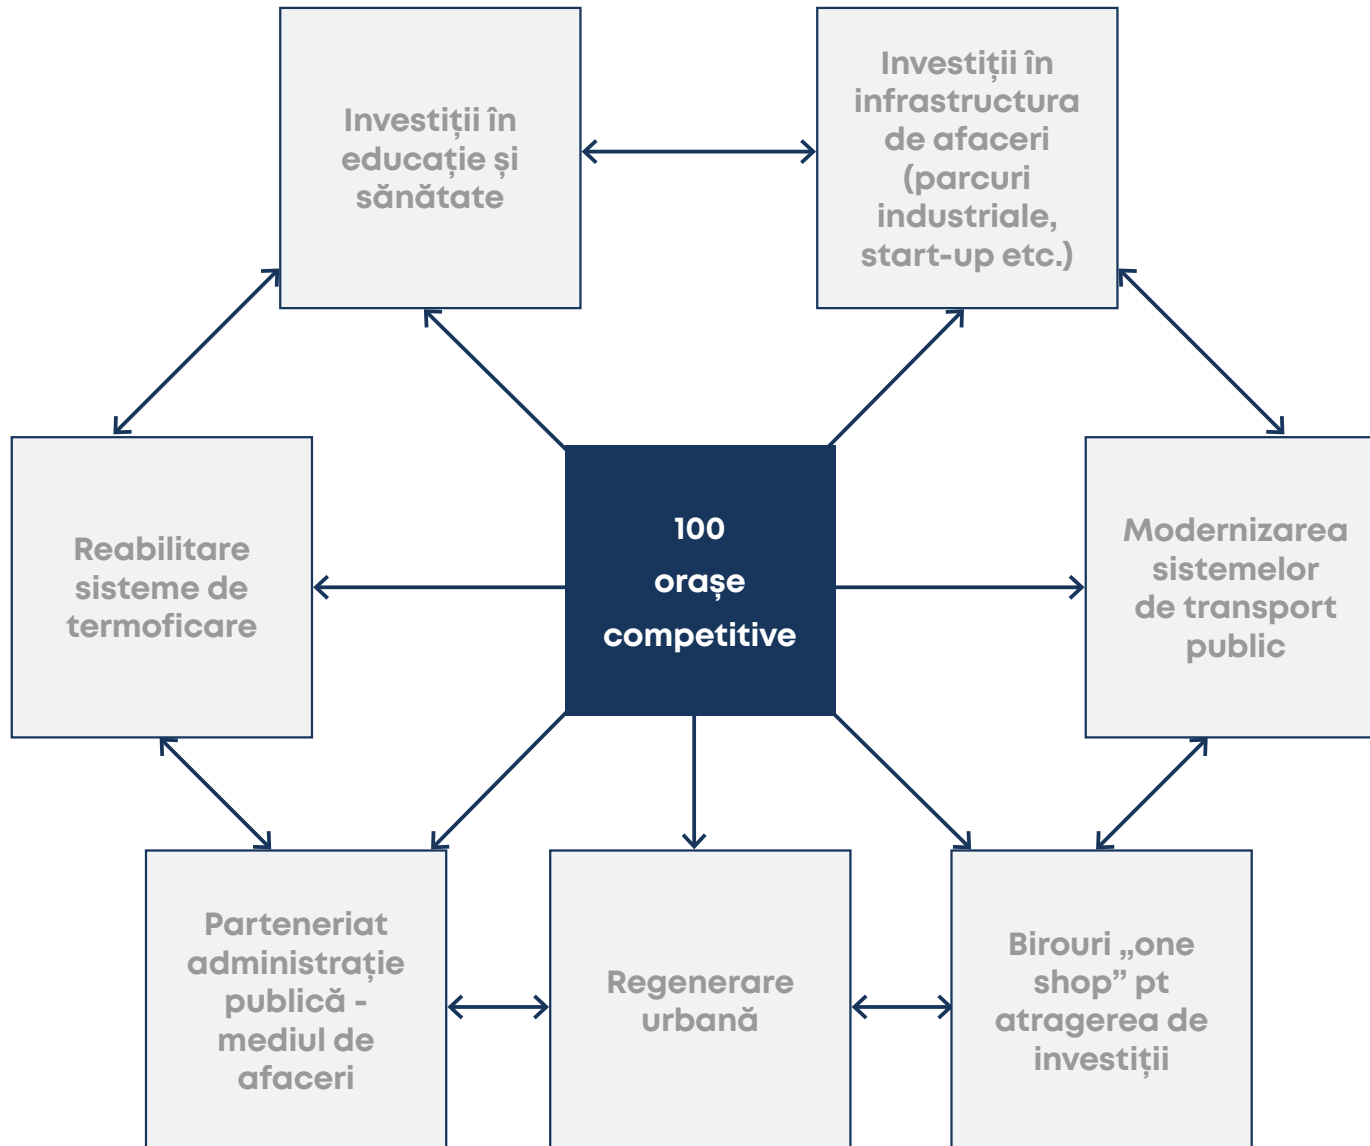 Investiții în
educație și
sănătate
Investiții în
infrastructura
de afaceri
(parcuri
industriale,
start-up etc.)
Reabilitare
sisteme de
termoficare
100
orașe
competitive
Modernizarea
sistemelor
de transport
public
Parteneriat
administrație
publică -
mediul de
afaceri
Regenerare
urbană
Birouri „one
shop” pt
atragerea de
investiții